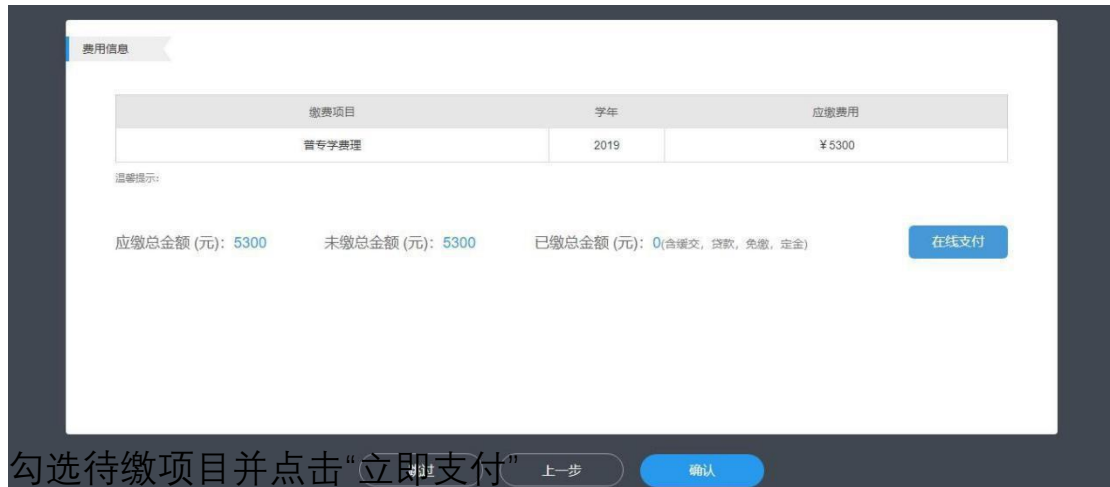 费用信息
缴费项目 学年 应缴费用
普专学费理 2019 ¥5300
温馨提示:
应缴总金额 (元): 5300 未缴总金额 (元): 5300 已缴总金额 (元): 0(含缓交, 贷款, 免缴, 定金) 在线支付
勾选待缴项目并点击“立即支付”
跳过 上一步 确认